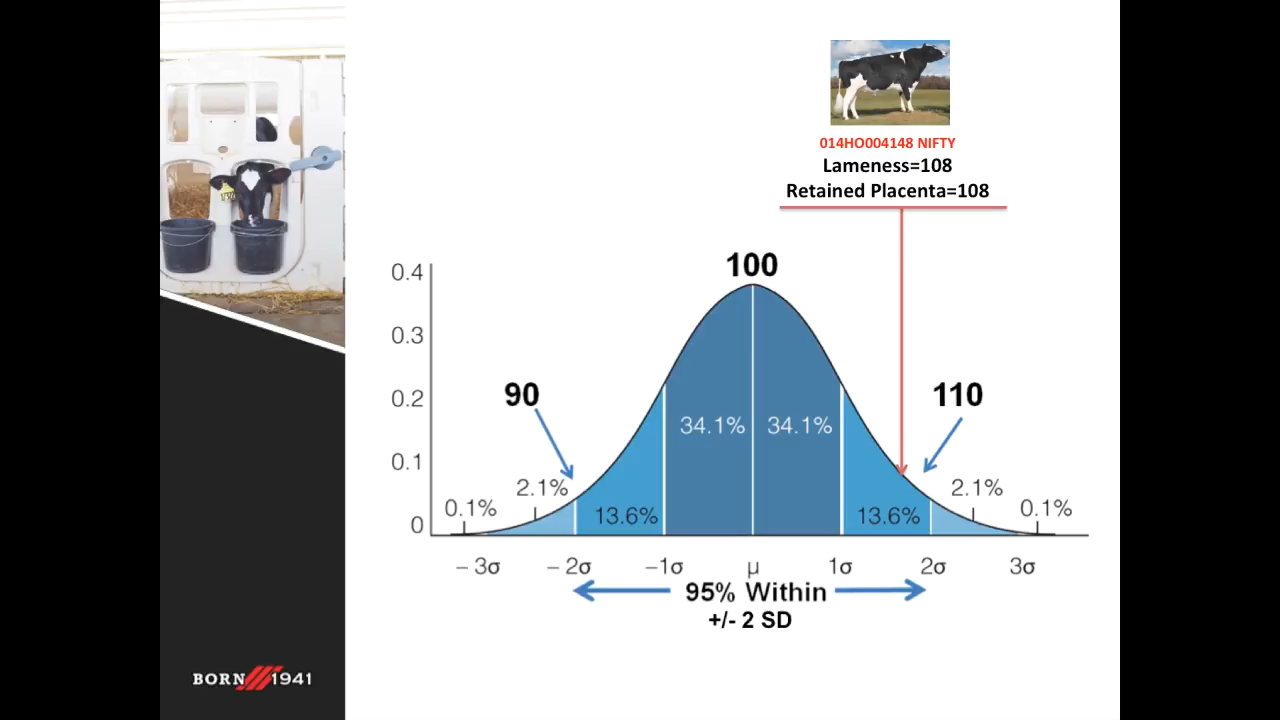 014HO004148 NIFTY
Lameness=108
Retained Placenta=108
100
0.4
0.3
0.2
0.1
0
90
110
34.1%
34.1%
2.1%
2.1%
0.1%
0.1%
13.6%
13.6%
– 3σ
– 2σ
–1σ
μ
1σ
2σ
3σ
95% Within
+/- 2 SD
BORN 1941